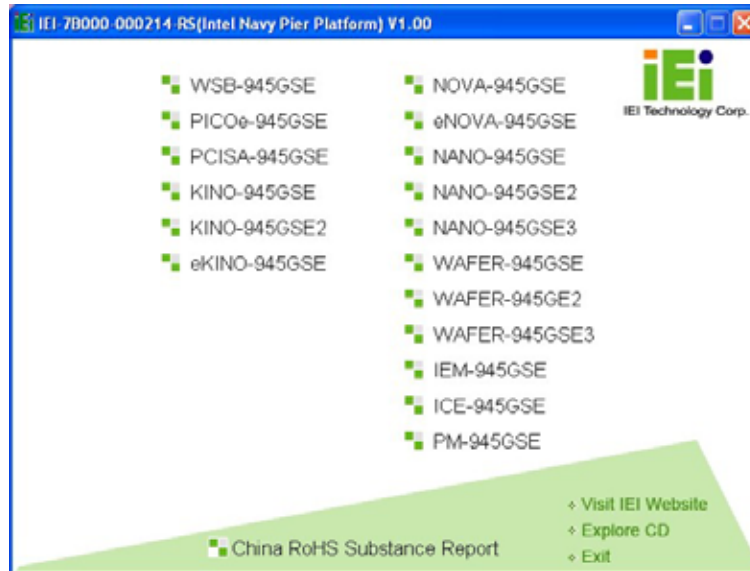 IEI-7B000-000214-RS(Intel Navy Pier Platform) V1.00
iEi
IEI Technology Corp.
WSB-945GSE
PICOe-945GSE
PCISA-945GSE
KINO-945GSE
KINO-945GSE2
eKINO-945GSE
NOVA-945GSE
eNOVA-945GSE
NANO-945GSE
NANO-945GSE2
NANO-945GSE3
WAFER-945GSE
WAFER-945GE2
WAFER-945GSE3
IEM-945GSE
ICE-945GSE
PM-945GSE
China RoHS Substance Report
Visit IEI Website
Explore CD
Exit